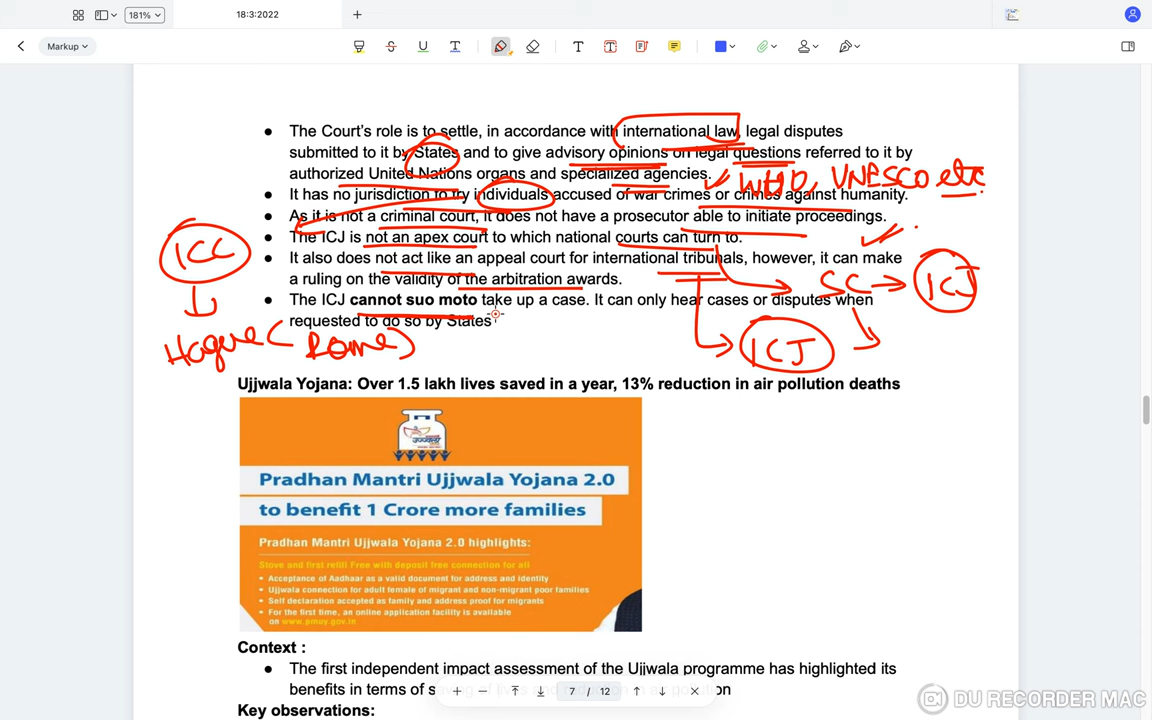 181%
18:3:2022
Markup
The Court's role is to settle, in accordance with international law, legal disputes
submitted to it by States and to give advisory opinions on legal questions referred to it by
authorized United Nations organs and specialized agencies.
WHO, UNESCO etc.
It has no jurisdiction to try individuals accused of war crimes or crimes against humanity.
As it is not a criminal court, it does not have a prosecutor able to initiate proceedings.
The ICJ is not an apex court to which national courts can turn to.
ICC
It also does not act like an appeal court for international tribunals, however, it can make
a ruling on the validity of the arbitration awards.
SC → ICJ
The ICJ cannot suo moto take up a case. It can only hear cases or disputes when
requested to do so by States
Hague (Rome)
ICJ
Ujjwala Yojana: Over 1.5 lakh lives saved in a year, 13% reduction in air pollution deaths
Pradhan Mantri Ujjwala Yojana 2.0
to benefit 1 Crore more families
Pradhan Mantri Ujjwala Yojana 2.0 highlights:
Stove and first refill Free with deposit free connection for all
• Acceptance of Aadhaar as a valid document for address and identity
• Ujjwala connection for adult female of migrant and non-migrant poor families
• Self declaration accepted as family and address proof for migrants
• For the first time, an online application facility is available
on www.pmuy.gov.in
Context :
The first independent impact assessment of the Ujjwala programme has highlighted its
benefits in terms of
7 / 12
Key observations:
DU RECORDER MAC